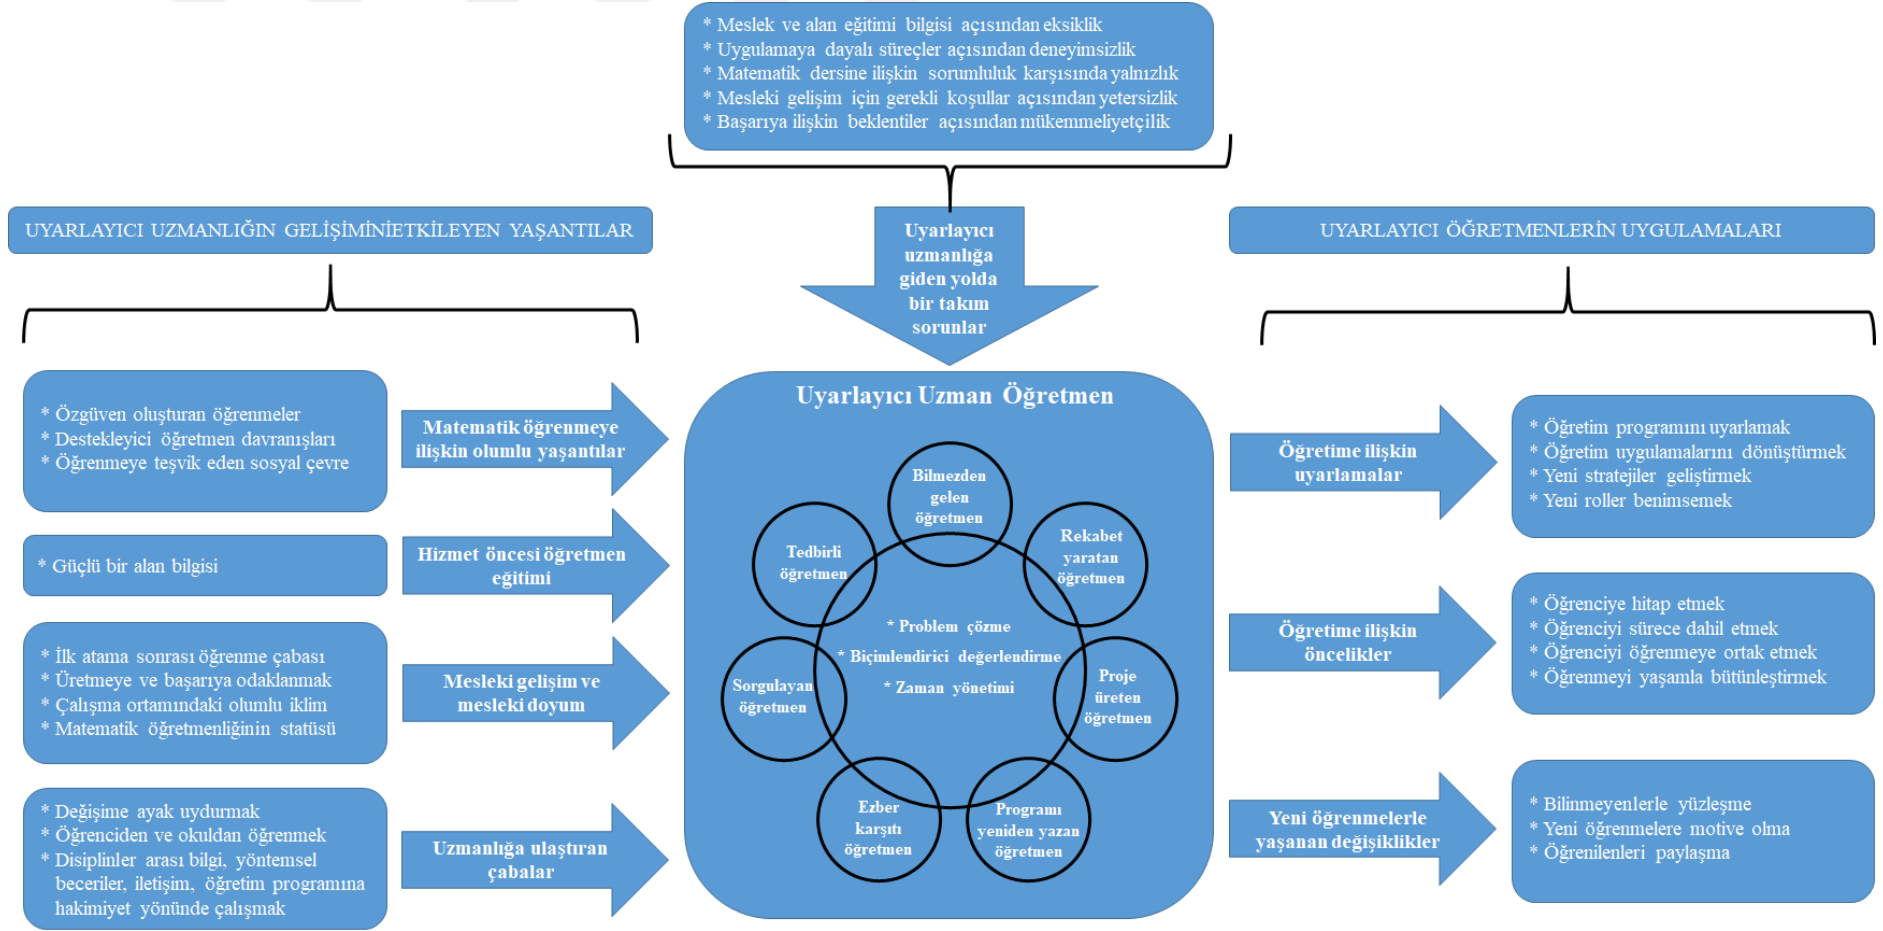 * Meslek ve alan eğitimi bilgisi açısından eksiklik
* Uygulamaya dayalı süreçler açısından deneyimsizlik
* Matematik dersine ilişkin sorumluluk karşısında yalnızlık
* Mesleki gelişim için gerekli koşullar açısından yetersizlik
* Başarıya ilişkin beklentiler açısından mükemmeliyetçilik
UYARLAYICI UZMANLIĞIN GELİŞİMİNİETKİLEYEN YAŞANTILAR
Uyarlayıcı
uzmanlığa
giden yolda
bir takım
sorunlar
UYARLAYICI ÖĞRETMENLERİN UYGULAMALARI
* Özgüven oluşturan öğrenmeler
* Destekleyici öğretmen davranışları
* Öğrenmeye teşvik eden sosyal çevre
Matematik öğrenmeye
ilişkin olumlu yaşantılar
* Güçlü bir alan bilgisi
Hizmet öncesi öğretmen
eğitimi
* İlk atama sonrası öğrenme çabası
* Üretmeye ve başarıya odaklanmak
* Çalışma ortamındaki olumlu iklim
* Matematik öğretmenliğinin statüsü
Mesleki gelişim ve
mesleki doyum
* Değişime ayak uydurmak
* Öğrenciden ve okuldan öğrenmek
* Disiplinler arası bilgi, yöntemsel
beceriler, iletişim, öğretim programına
hakimiyet yönünde çalışmak
Uzmanlığa ulaştıran
çabalar
Uyarlayıcı Uzman Öğretmen
Bilmezden
gelen
öğretmen
Rekabet
yaratan
öğretmen
Proje
üreten
öğretmen
Programı
yeniden yazan
öğretmen
Ezber
karşıtı
öğretmen
Sorgulayan
öğretmen
Tedbirli
öğretmen
* Problem çözme
* Biçimlendirici değerlendirme
* Zaman yönetimi
Öğretime ilişkin
uyarlamalar
* Öğretim programını uyarlamak
* Öğretim uygulamalarını dönüştürmek
* Yeni stratejiler geliştirmek
* Yeni roller benimsemek
Öğretime ilişkin
öncelikler
* Öğrenciye hitap etmek
* Öğrenciyi sürece dahil etmek
* Öğrenciyi öğrenmeye ortak etmek
* Öğrenmeyi yaşamla bütünleştirmek
Yeni öğrenmelerle
yaşanan değişiklikler
* Bilinmeyenlerle yüzleşme
* Yeni öğrenmelere motive olma
* Öğrenilenleri paylaşma